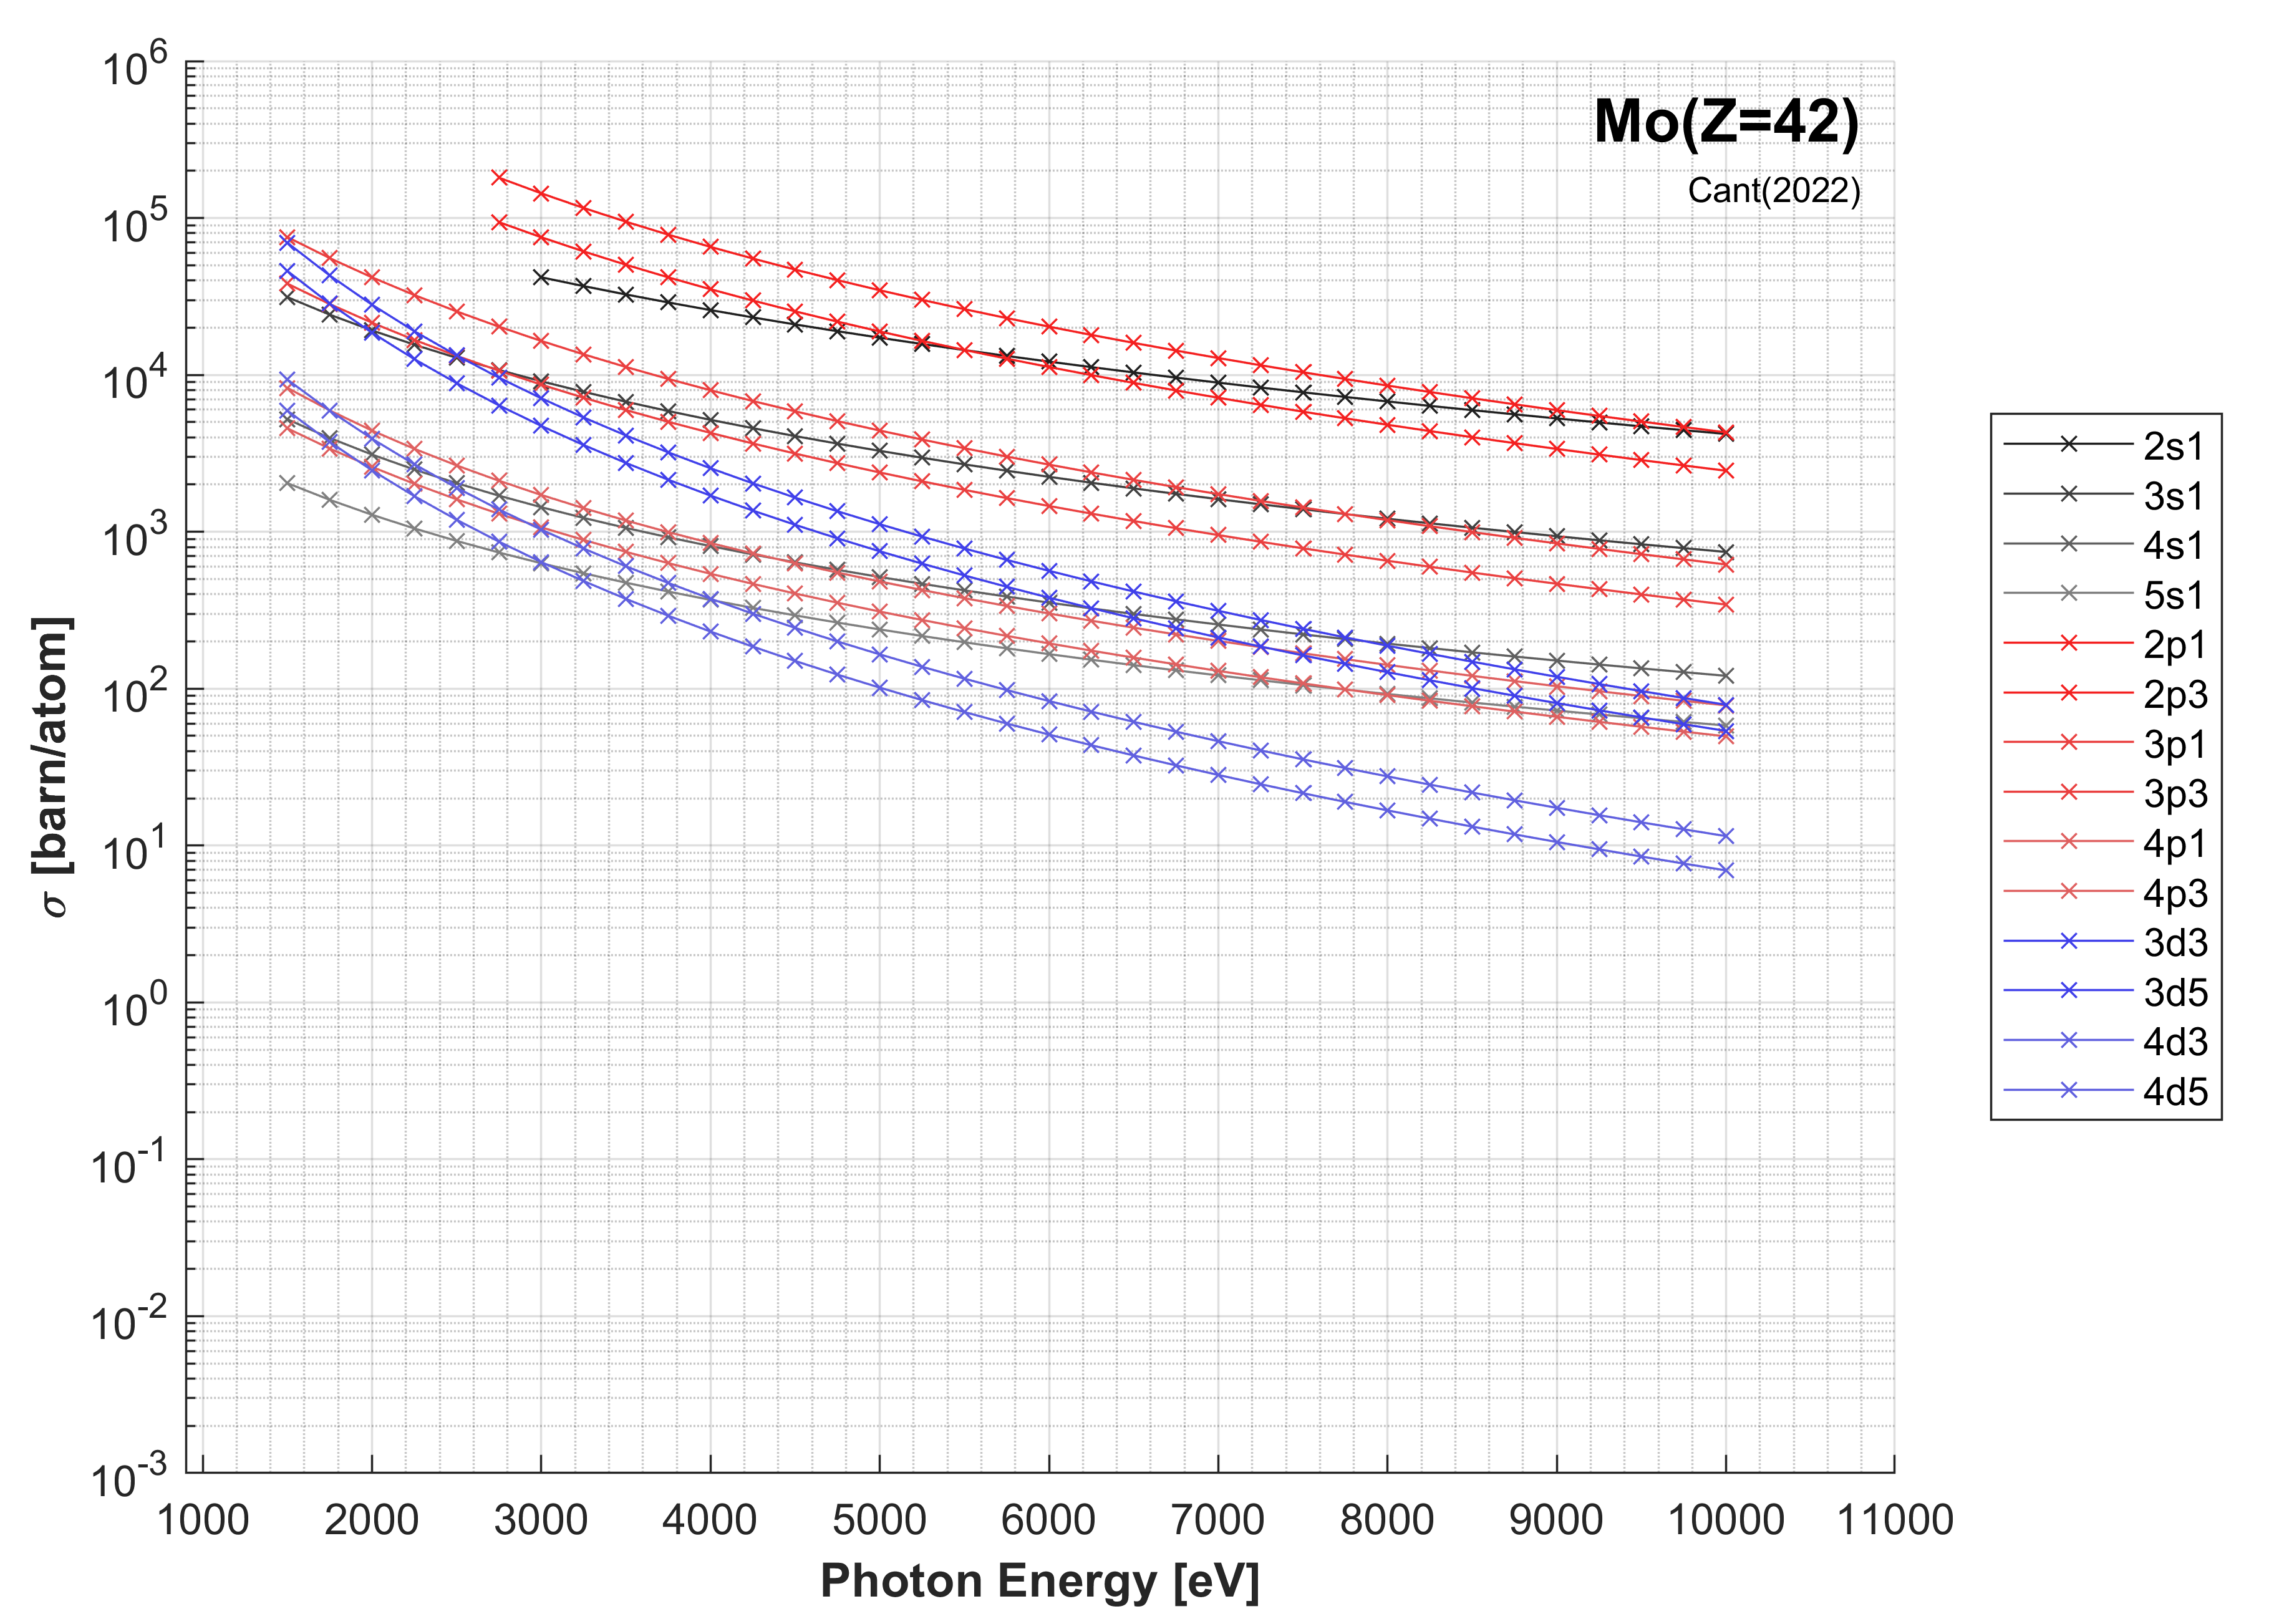 Mo(Z=42)
Cant(2022)
10^6
10^5
10^4
10^3
10^2
10^1
10^0
10^-1
10^-2
10^-3
σ [barn/atom]
1000 2000 3000 4000 5000 6000 7000 8000 9000 10000 11000
Photon Energy [eV]
2s1
3s1
4s1
5s1
2p1
2p3
3p1
3p3
4p1
4p3
3d3
3d5
4d3
4d5